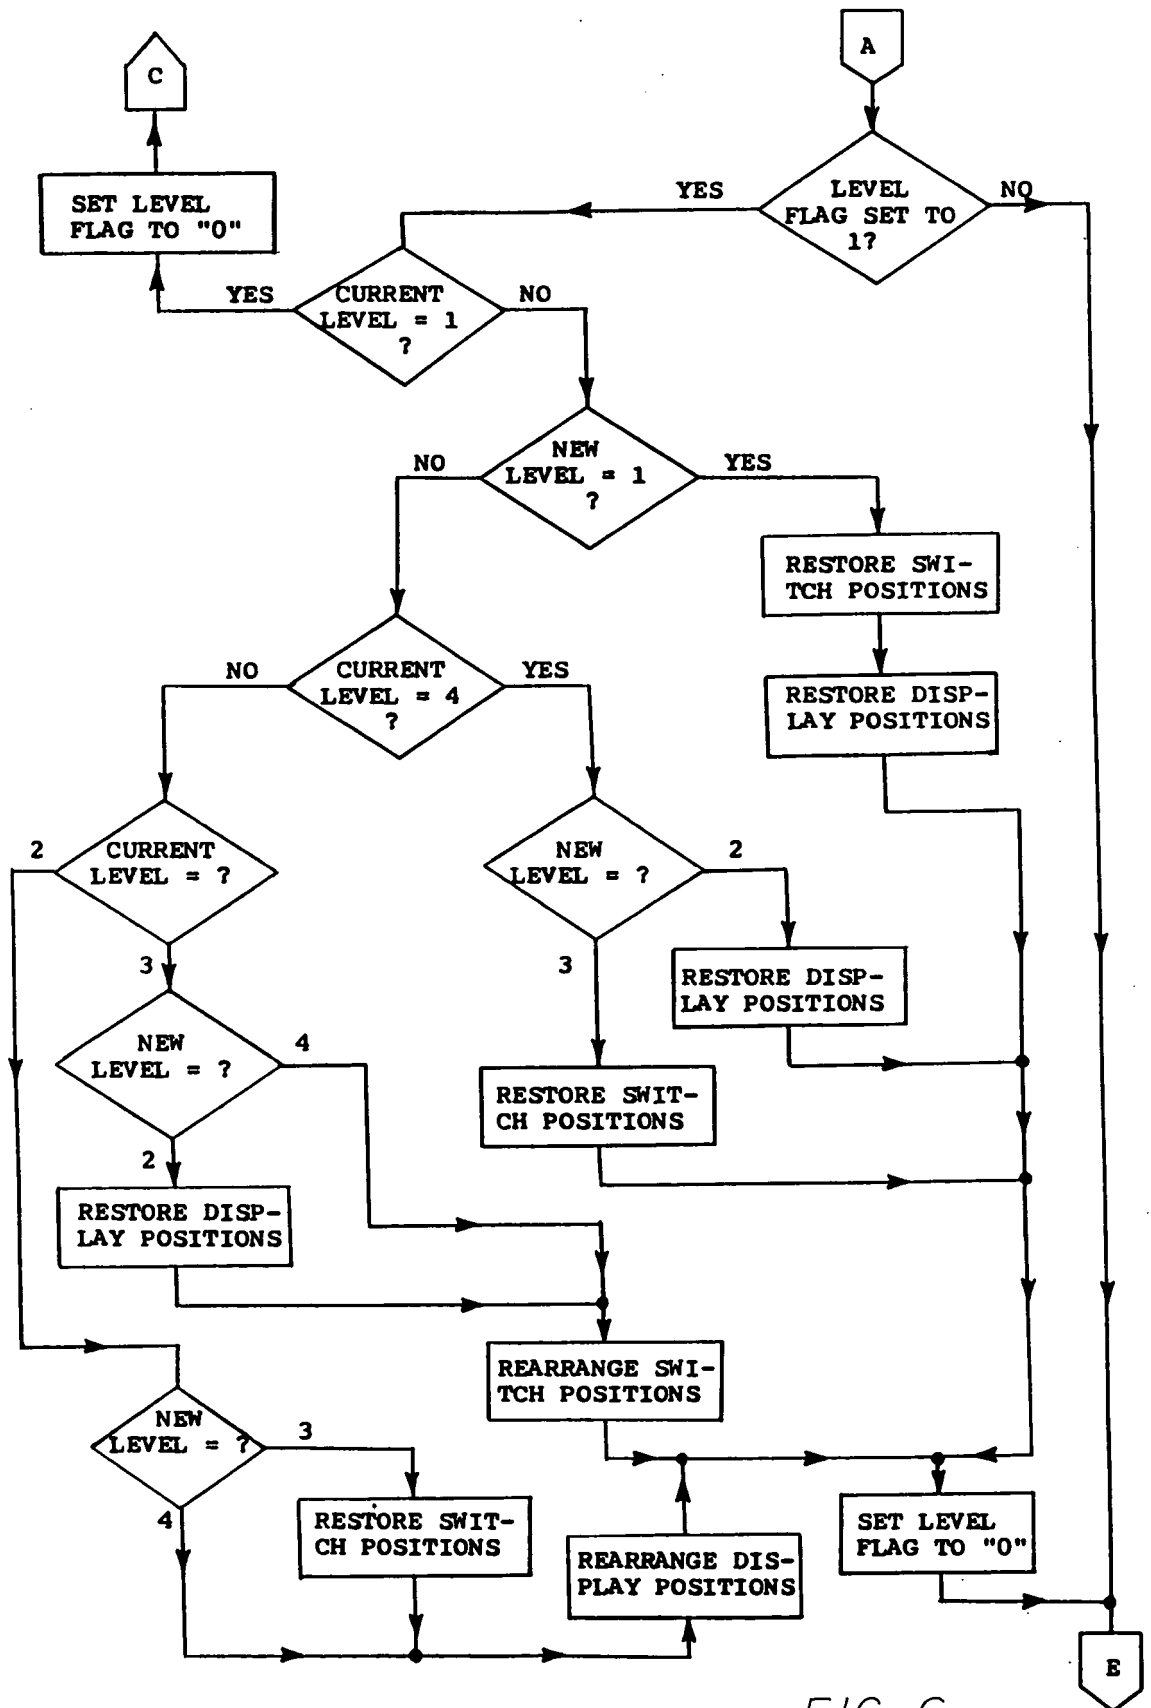 C
A
SET LEVEL
FLAG TO "0"
YES
LEVEL
FLAG SET TO
1?
NO
YES
CURRENT
LEVEL = 1
?
NO
NO
NEW
LEVEL = 1
?
YES
RESTORE SWI-
TCH POSITIONS
NO
CURRENT
LEVEL = 4
?
YES
RESTORE DISP-
LAY POSITIONS
2
CURRENT
LEVEL = ?
NEW
LEVEL = ?
2
3
3
RESTORE DISP-
LAY POSITIONS
NEW
LEVEL = ?
4
RESTORE SWIT-
CH POSITIONS
2
RESTORE DISP-
LAY POSITIONS
REARRANGE SWI-
TCH POSITIONS
NEW
LEVEL = ?
3
4
RESTORE SWIT-
CH POSITIONS
REARRANGE DIS-
PLAY POSITIONS
SET LEVEL
FLAG TO "0"
E